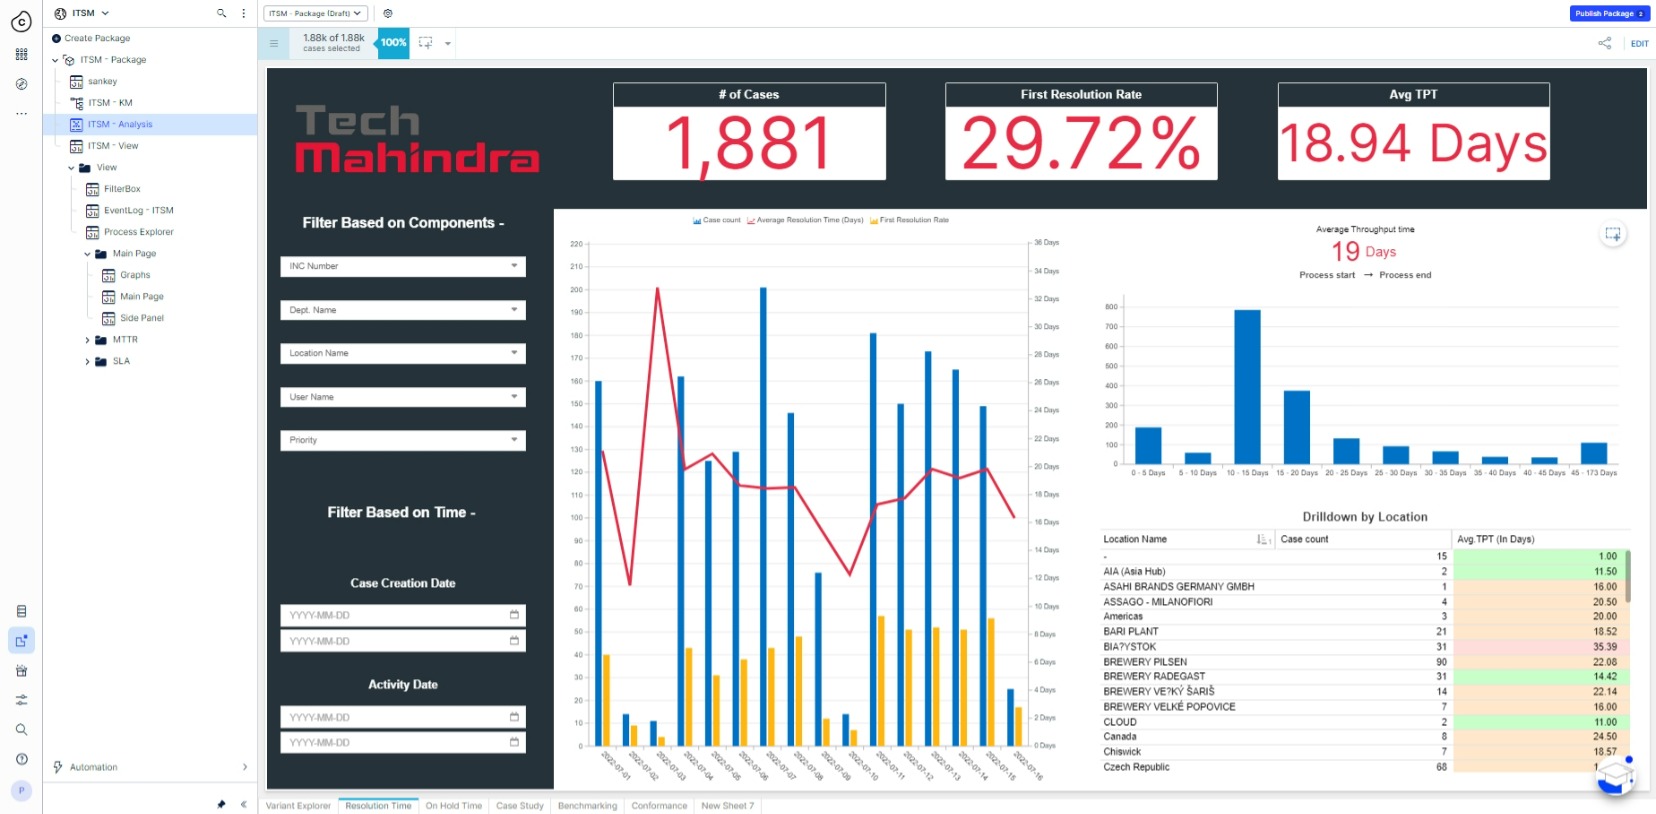 ITSM
Create Package
ITSM - Package
sankey
ITSM - KM
ITSM - Analysis
ITSM - View
View
FilterBox
EventLog - ITSM
Process Explorer
Main Page
Graphs
Main Page
Side Panel
MTTR
SLA
Automation
P
ITSM - Package (Draft)
Publish Package 2
1.88k of 1.88k
cases selected
100%
EDIT
Tech
Mahindra
# of Cases
1,881
First Resolution Rate
29.72%
Avg TPT
18.94 Days
Filter Based on Components -
INC Number
Dept. Name
Location Name
User Name
Priority
Filter Based on Time -
Case Creation Date
YYYY-MM-DD
YYYY-MM-DD
Activity Date
YYYY-MM-DD
YYYY-MM-DD
Case count Average Resolution Time (Days) First Resolution Rate
220
210
200
190
180
170
160
150
140
130
120
110
100
90
80
70
60
50
40
30
20
10
0
36 Days
34 Days
32 Days
30 Days
28 Days
26 Days
24 Days
22 Days
20 Days
18 Days
16 Days
14 Days
12 Days
10 Days
8 Days
6 Days
4 Days
2 Days
0 Days
2022-07-01 2022-07-02 2022-07-03 2022-07-04 2022-07-05 2022-07-06 2022-07-07 2022-07-08 2022-07-09 2022-07-10 2022-07-11 2022-07-12 2022-07-13 2022-07-14 2022-07-15 2022-07-16
Average Throughput time
19 Days
Process start → Process end
800
700
600
500
400
300
200
100
0
0 - 5 Days 5 - 10 Days 10 - 15 Days 15 - 20 Days 20 - 25 Days 25 - 30 Days 30 - 35 Days 35 - 40 Days 40 - 45 Days 45 - 173 Days
Drilldown by Location
Location Name 1 Case count Avg.TPT (In Days)
- 15 1.00
AIA (Asia Hub) 2 11.50
ASAHI BRANDS GERMANY GMBH 1 16.00
ASSAGO - MILANOFIORI 4 20.50
Americas 3 20.00
BARI PLANT 21 18.52
BIA?YSTOK 31 35.39
BREWERY PILSEN 90 22.08
BREWERY RADEGAST 31 14.42
BREWERY VE?KÝ ŠARIŠ 14 22.14
BREWERY VELKÉ POPOVICE 7 16.00
CLOUD 2 11.00
Canada 8 24.50
Chiswick 7 18.57
Czech Republic 68
Variant Explorer Resolution Time On Hold Time Case Study Benchmarking Conformance New Sheet 7